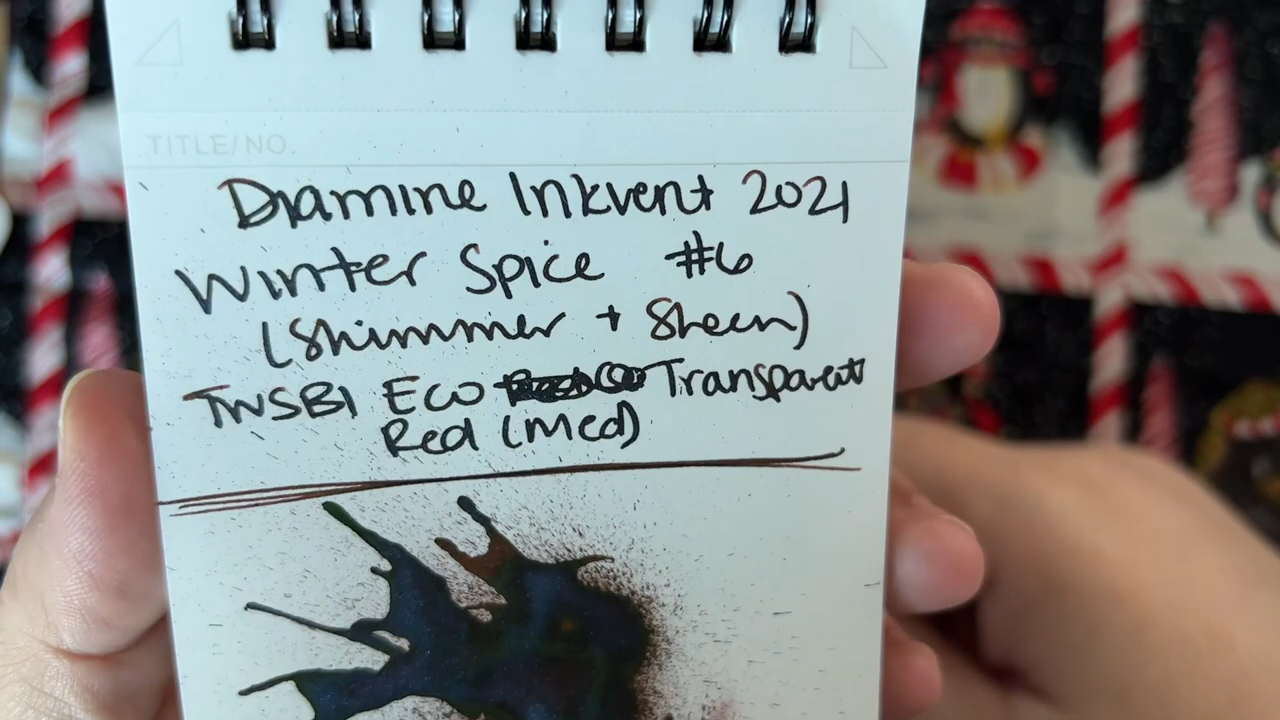 TITLE/NO.
Diamine Inkvent 2021
Winter Spice #6
(Shimmer + Sheen)
TWSBI Eco Transparent
Red (Med)